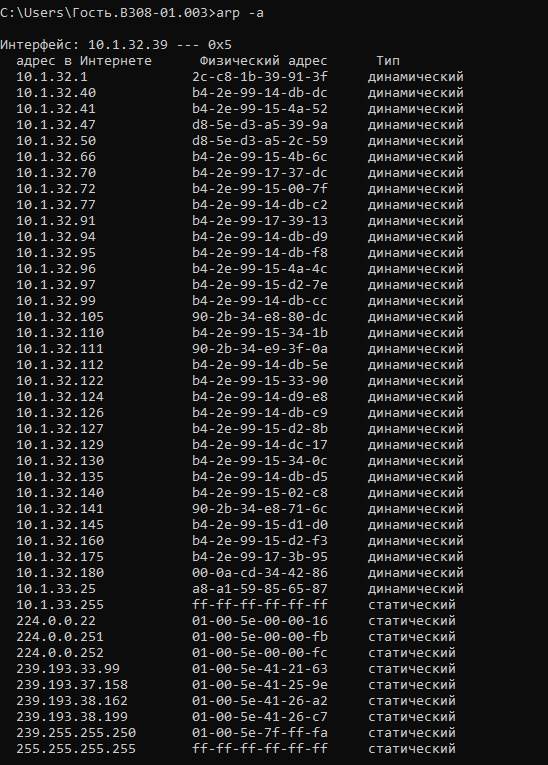 C:\Users\Гость.B308-01.003>arp -a
Интерфейс: 10.1.32.39 --- 0x5
адрес в Интернете Физический адрес Тип
10.1.32.1 2c-c8-1b-39-91-3f динамический
10.1.32.40 b4-2e-99-14-db-dc динамический
10.1.32.41 b4-2e-99-15-4a-52 динамический
10.1.32.47 d8-5e-d3-a5-39-9a динамический
10.1.32.50 d8-5e-d3-a5-2c-59 динамический
10.1.32.66 b4-2e-99-15-4b-6c динамический
10.1.32.70 b4-2e-99-17-37-dc динамический
10.1.32.72 b4-2e-99-15-00-7f динамический
10.1.32.77 b4-2e-99-14-db-c2 динамический
10.1.32.91 b4-2e-99-17-39-13 динамический
10.1.32.94 b4-2e-99-14-db-d9 динамический
10.1.32.95 b4-2e-99-14-db-f8 динамический
10.1.32.96 b4-2e-99-15-4a-4c динамический
10.1.32.97 b4-2e-99-15-d2-7e динамический
10.1.32.99 b4-2e-99-14-db-cc динамический
10.1.32.105 90-2b-34-e8-80-dc динамический
10.1.32.110 b4-2e-99-15-34-1b динамический
10.1.32.111 90-2b-34-e9-3f-0a динамический
10.1.32.112 b4-2e-99-14-db-5e динамический
10.1.32.122 b4-2e-99-15-33-90 динамический
10.1.32.124 b4-2e-99-14-d9-e8 динамический
10.1.32.126 b4-2e-99-14-db-c9 динамический
10.1.32.127 b4-2e-99-15-d2-8b динамический
10.1.32.129 b4-2e-99-14-dc-17 динамический
10.1.32.130 b4-2e-99-15-34-0c динамический
10.1.32.135 b4-2e-99-14-db-d5 динамический
10.1.32.140 b4-2e-99-15-02-c8 динамический
10.1.32.141 90-2b-34-e8-71-6c динамический
10.1.32.145 b4-2e-99-15-d1-d0 динамический
10.1.32.160 b4-2e-99-15-d2-f3 динамический
10.1.32.175 b4-2e-99-17-3b-95 динамический
10.1.32.180 00-0a-cd-34-42-86 динамический
10.1.33.25 a8-a1-59-85-65-87 динамический
10.1.33.255 ff-ff-ff-ff-ff-ff статический
224.0.0.22 01-00-5e-00-00-16 статический
224.0.0.251 01-00-5e-00-00-fb статический
224.0.0.252 01-00-5e-00-00-fc статический
239.193.33.99 01-00-5e-41-21-63 статический
239.193.37.158 01-00-5e-41-25-9e статический
239.193.38.162 01-00-5e-41-26-a2 статический
239.193.38.199 01-00-5e-41-26-c7 статический
239.255.255.250 01-00-5e-7f-ff-fa статический
255.255.255.255 ff-ff-ff-ff-ff-ff статический